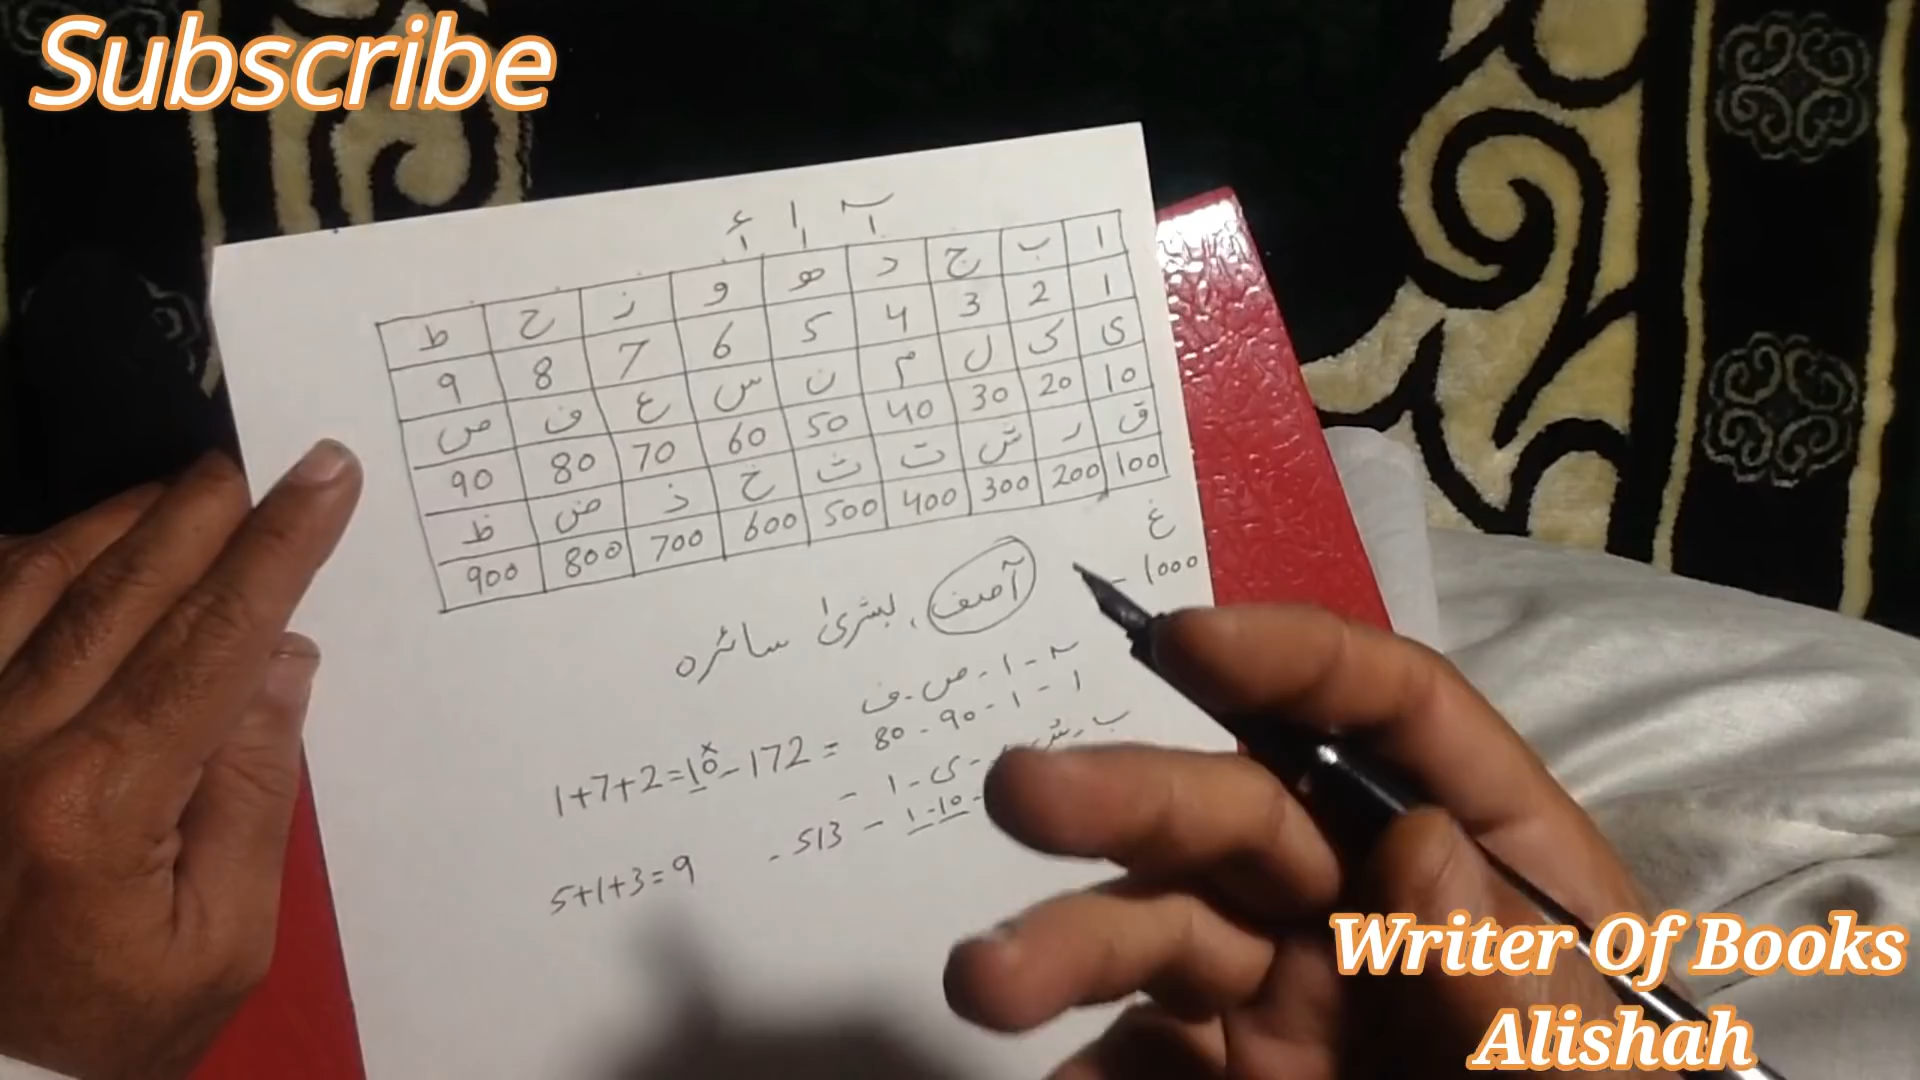 Subscribe
آ ا أ
ا ب ج د ھ و ز ح ط
1 2 3 4 5 6 7 8 9
ی ک ل م ن س ع ف ص
10 20 30 40 50 60 70 80 90
ق ر ش ت ث خ ذ ض ظ
100 200 300 400 500 600 700 800 900
غ
1000
آصف ، بشریٰ سائرہ
ا - ص - ف
1 - 1 - 90 - 80
1+7+2=10 - 172 =
ب - ش - ی - ا -
10 - 1 - 513 -
5+1+3=9
Writer Of Books
Alishah